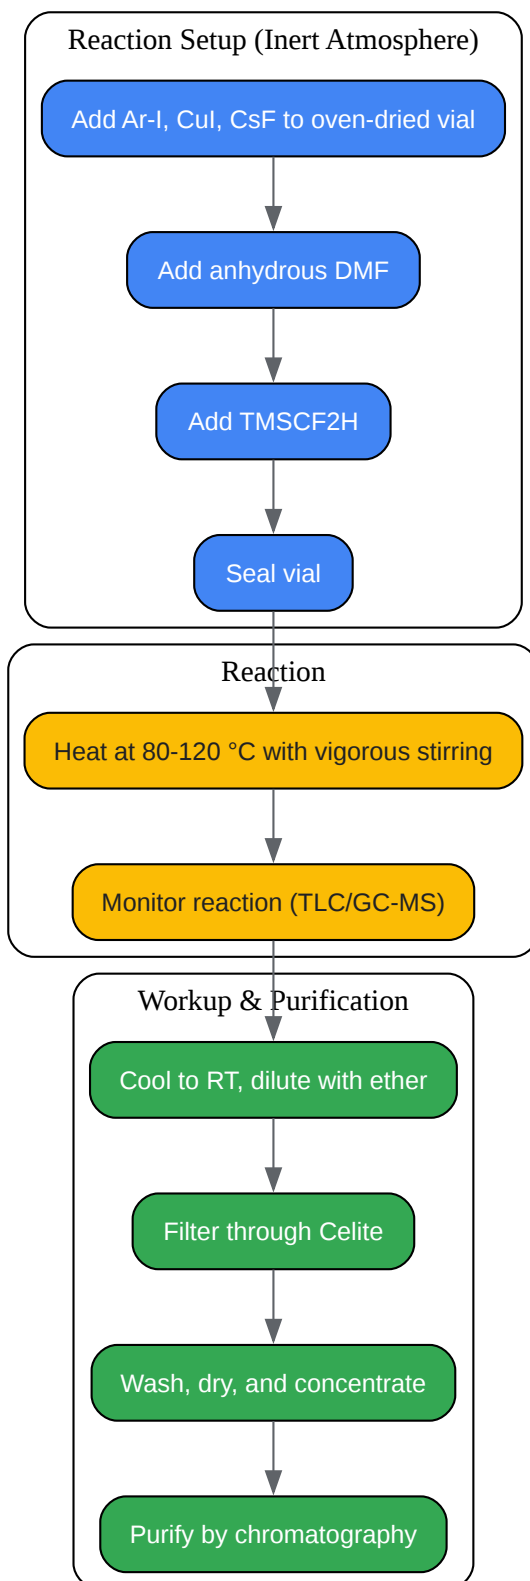 Reaction Setup (Inert Atmosphere)
Add Ar-I, CuI, CsF to oven-dried vial
Add anhydrous DMF
Add TMSCF2H
Seal vial
Reaction
Heat at 80-120 °C with vigorous stirring
Monitor reaction (TLC/GC-MS)
Workup & Purification
Cool to RT, dilute with ether
Filter through Celite
Wash, dry, and concentrate
Purify by chromatography